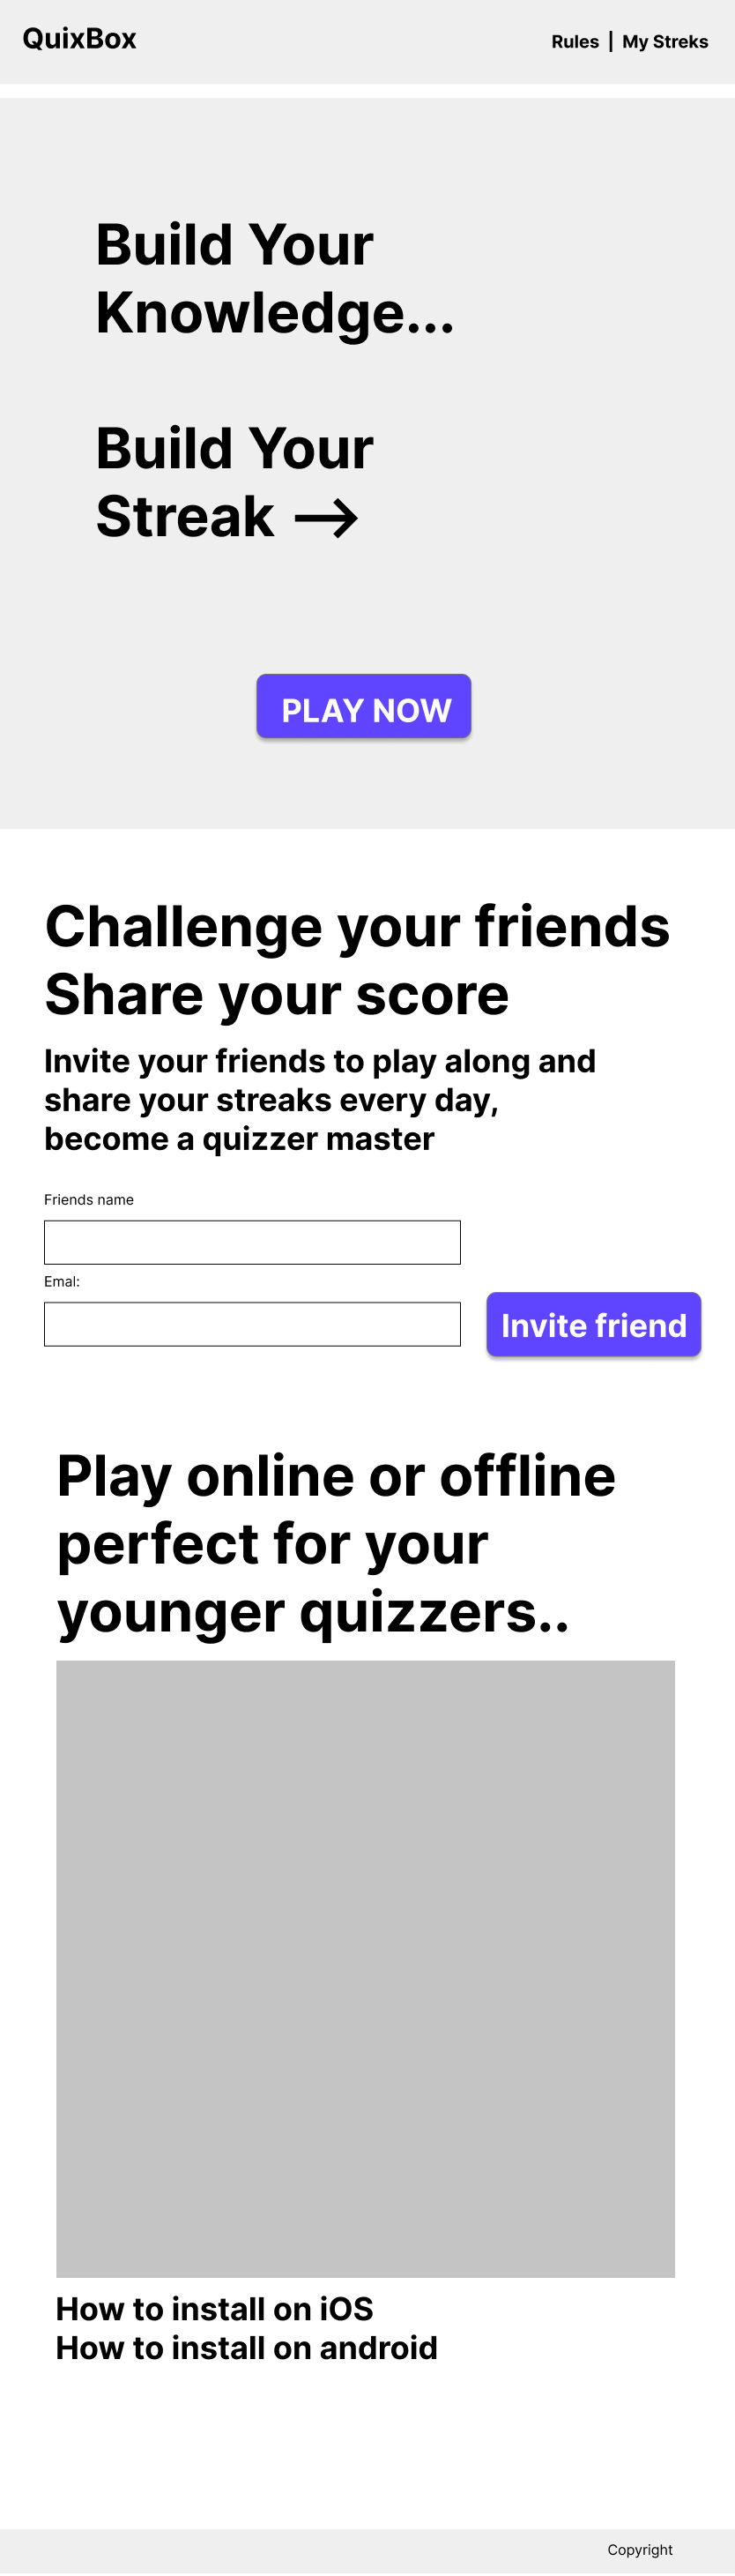 QuixBox
Rules | My Streks
Build Your
Knowledge...
Build Your
Streak →
PLAY NOW
Challenge your friends
Share your score
Invite your friends to play along and
share your streaks every day,
become a quizzer master
Friends name
Emal:
Invite friend
Play online or offline
perfect for your
younger quizzers..
How to install on iOS
How to install on android
Copyright